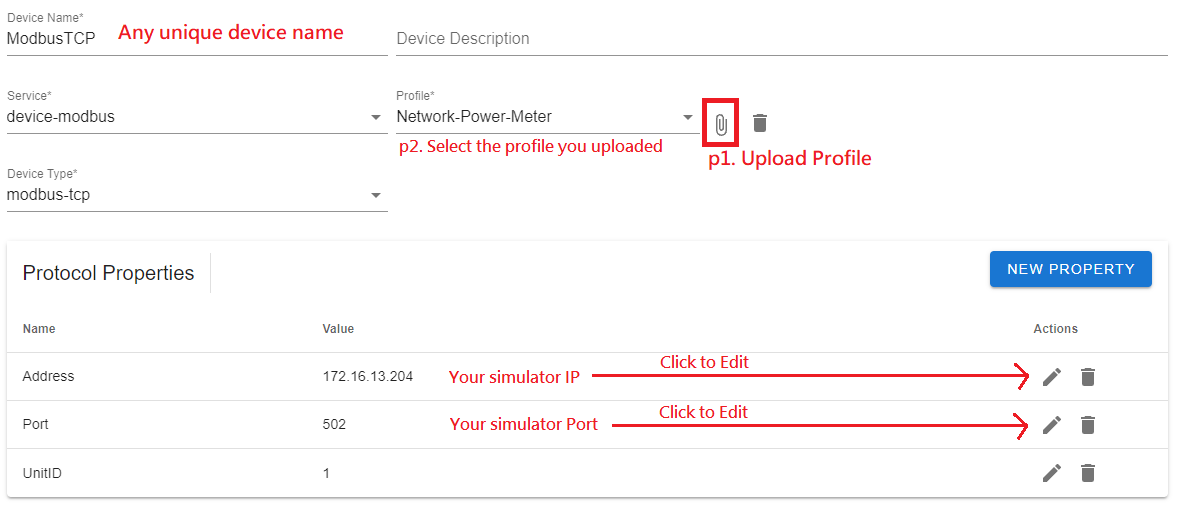 Device Name*
ModbusTCP Any unique device name
Device Description
Service*
device-modbus
Profile*
Network-Power-Meter
p2. Select the profile you uploaded
p1. Upload Profile
Device Type*
modbus-tcp
Protocol Properties
NEW PROPERTY
Name Value Actions
Address 172.16.13.204 Your simulator IP Click to Edit
Port 502 Your simulator Port Click to Edit
UnitID 1